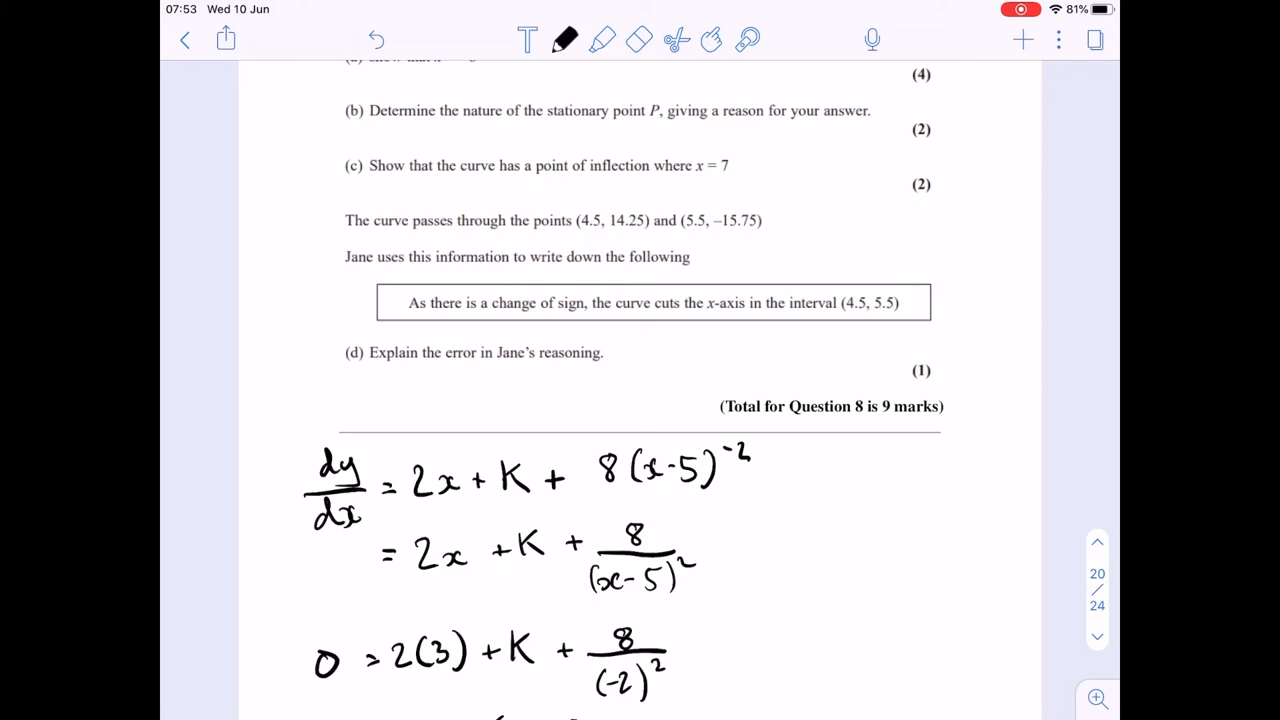 07:53 Wed 10 Jun 81%
(4)
(b) Determine the nature of the stationary point P, giving a reason for your answer.
(2)
(c) Show that the curve has a point of inflection where x = 7
(2)
The curve passes through the points (4.5, 14.25) and (5.5, –15.75)
Jane uses this information to write down the following
As there is a change of sign, the curve cuts the x-axis in the interval (4.5, 5.5)
(d) Explain the error in Jane's reasoning.
(1)
(Total for Question 8 is 9 marks)
dy/dx = 2x + K + 8(x-5)^-2
= 2x + K + 8/(x-5)^2
0 = 2(3) + K + 8/(-2)^2
20
/
24